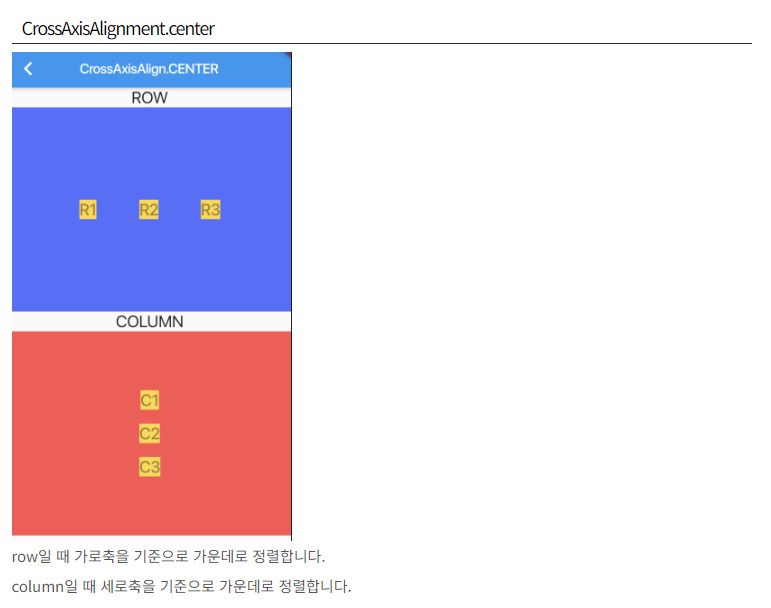 CrossAxisAlignment.center
CrossAxisAlign.CENTER
ROW
R1 R2 R3
COLUMN
C1
C2
C3
row일 때 가로축을 기준으로 가운데로 정렬합니다.
column일 때 세로축을 기준으로 가운데로 정렬합니다.